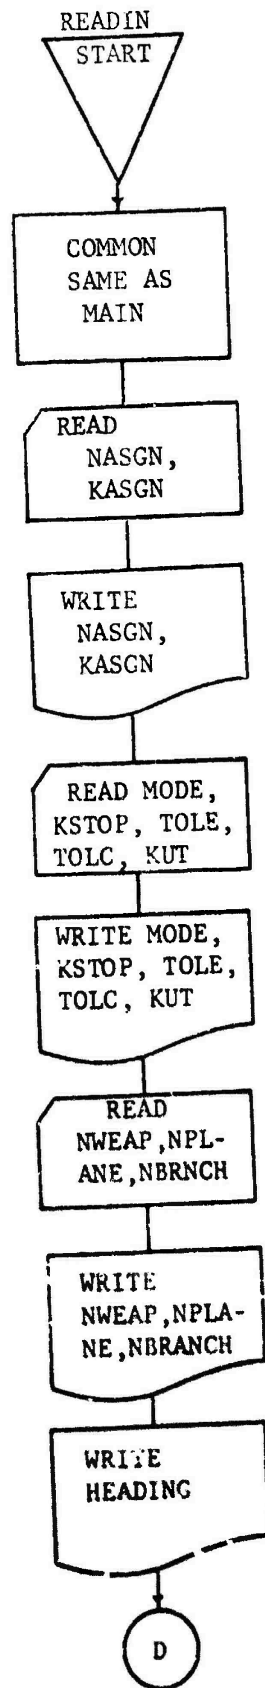 READIN
START
COMMON
SAME AS
MAIN
READ
NASGN,
KASGN
WRITE
NASGN,
KASGN
READ MODE,
KSTOP, TOLE,
TOLC, KUT
WRITE MODE,
KSTOP, TOLE,
TOLC, KUT
READ
NWEAP,NPL-
ANE,NBRNCH
WRITE
NWEAP,NPLA-
NE,NBRANCH
WRITE
HEADING
D